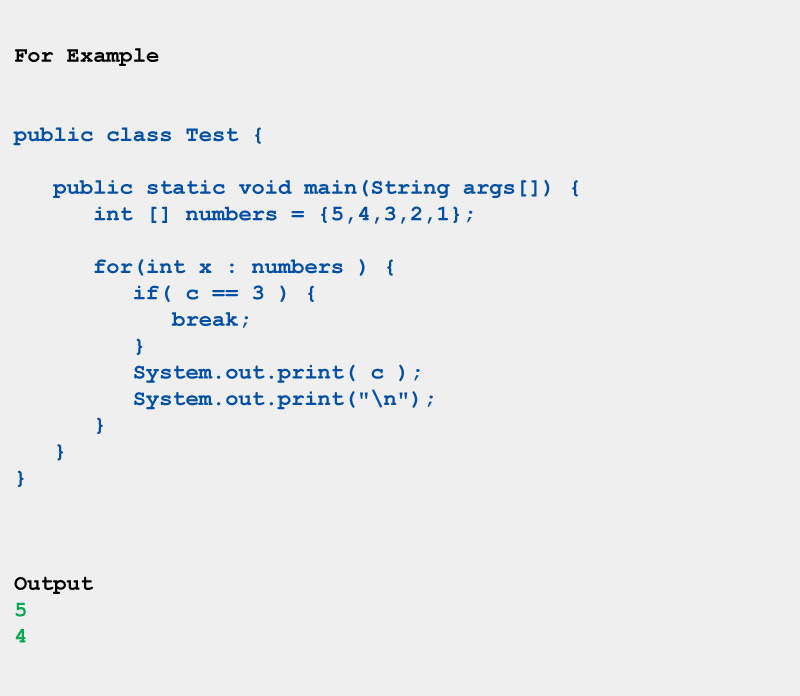 For Example
public class Test {
   public static void main(String args[]) {
      int [] numbers = {5,4,3,2,1};
      for(int x : numbers ) {
         if( c == 3 ) {
            break;
         }
         System.out.print( c );
         System.out.print("\n");
      }
   }
}
Output
5
4